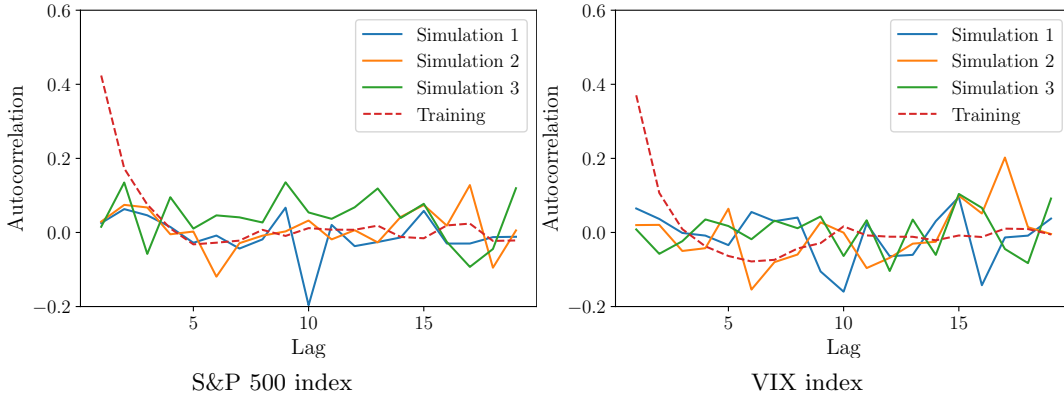 0.6
0.4
0.2
0.0
−0.2
Autocorrelation
5
10
15
Lag
Simulation 1
Simulation 2
Simulation 3
Training
S&P 500 index
0.6
0.4
0.2
0.0
−0.2
Autocorrelation
5
10
15
Lag
Simulation 1
Simulation 2
Simulation 3
Training
VIX index